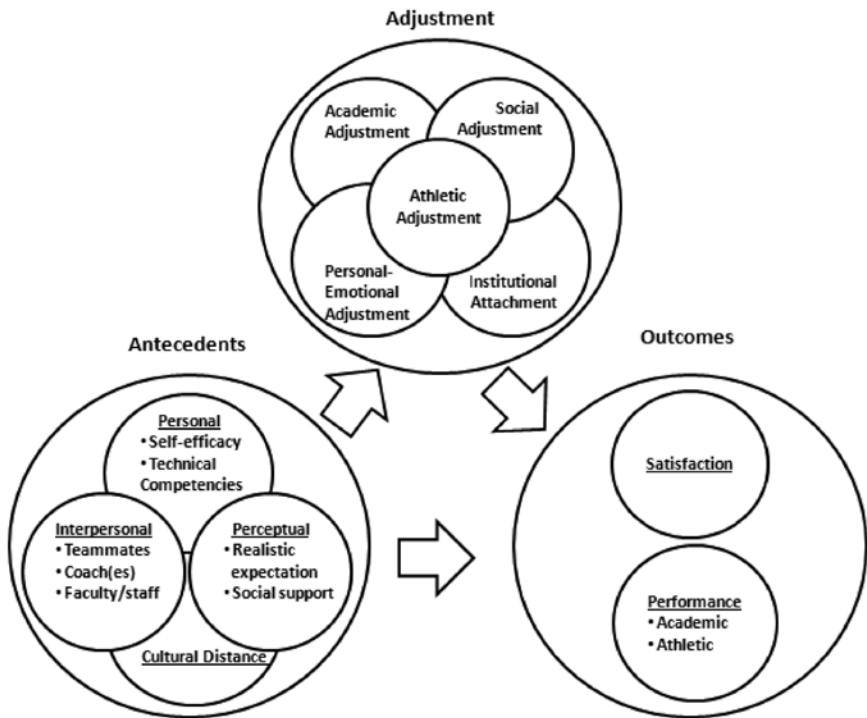 Adjustment
Academic
Adjustment
Social
Adjustment
Athletic
Adjustment
Personal-
Emotional
Adjustment
Institutional
Attachment
Antecedents
Outcomes
Personal
• Self-efficacy
• Technical
Competencies
Interpersonal
• Teammates
• Coach(es)
• Faculty/staff
Perceptual
• Realistic
expectation
• Social support
Cultural Distance
Satisfaction
Performance
• Academic
• Athletic